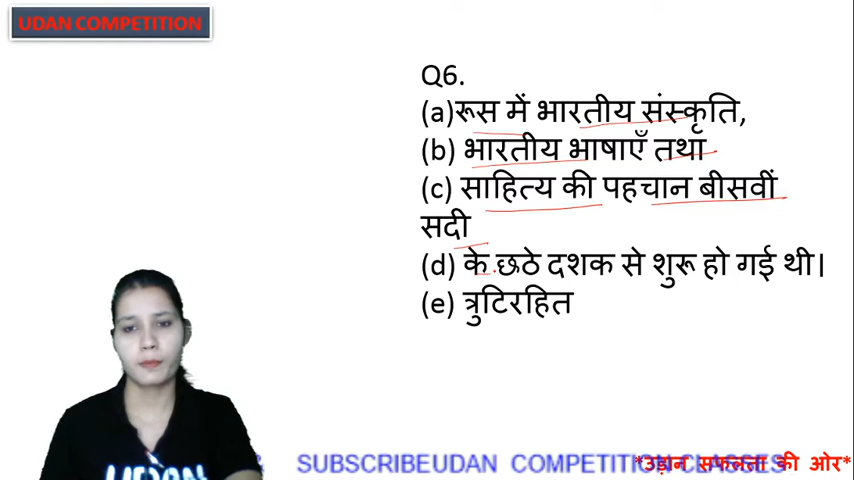 UDAN COMPETITION
Q6.
(a)रूस में भारतीय संस्कृति,
(b) भारतीय भाषाएँ तथा
(c) साहित्य की पहचान बीसवीं
सदी
(d) के छठे दशक से शुरू हो गई थी।
(e) त्रुटिरहित
SUBSCRIBEUDAN COMPETITION CLASSES
*उड़ान सफलता की ओर*